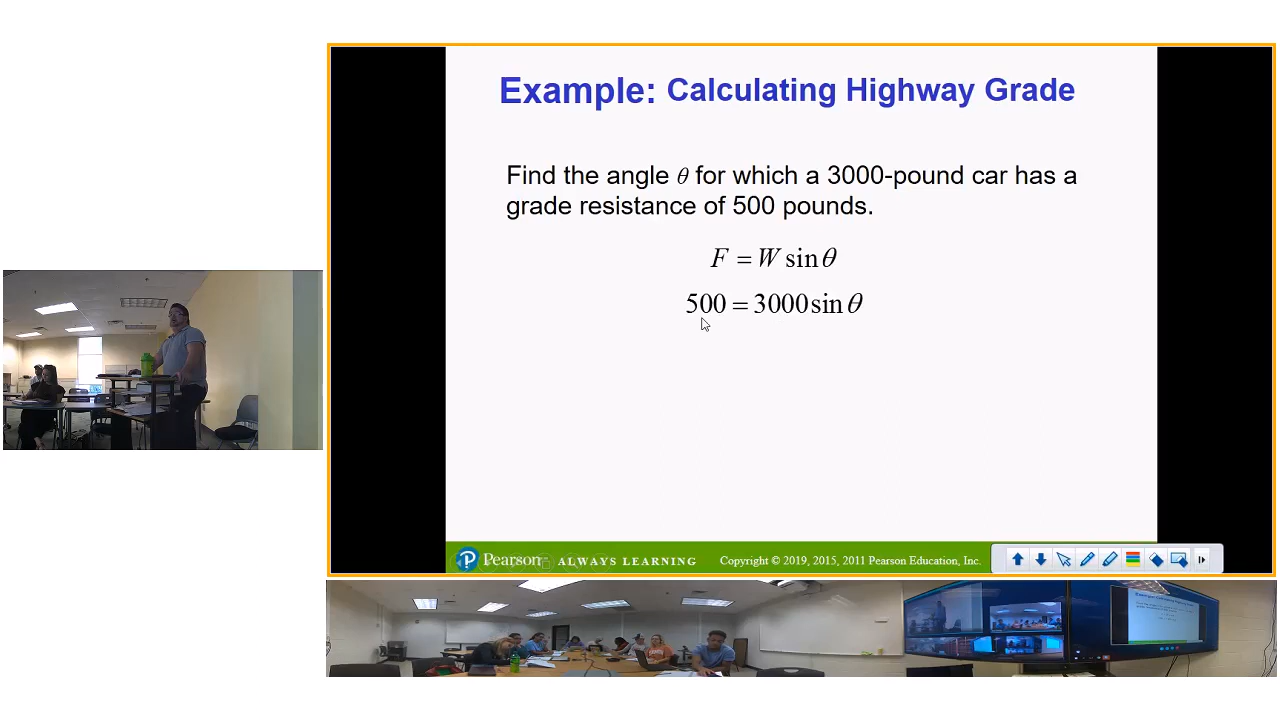 Example: Calculating Highway Grade
Find the angle θ for which a 3000-pound car has a
grade resistance of 500 pounds.
F = W sin θ
500 = 3000 sin θ
Pearson ALWAYS LEARNING Copyright © 2019, 2015, 2011 Pearson Education, Inc.